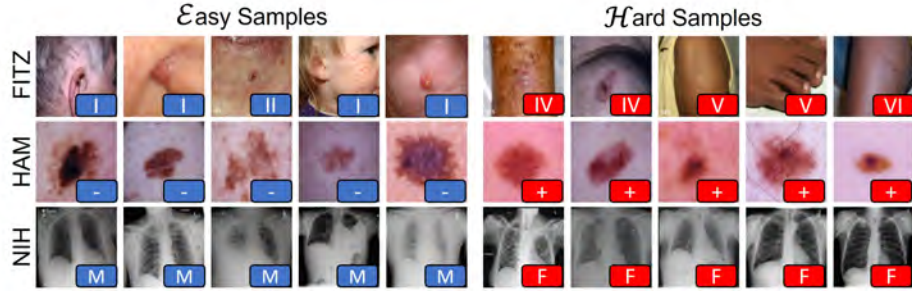 Easy Samples Hard Samples
FITZ I I II I I IV IV V V VI
HAM - - - - - + + + + +
NIH M M M M M F F F F F